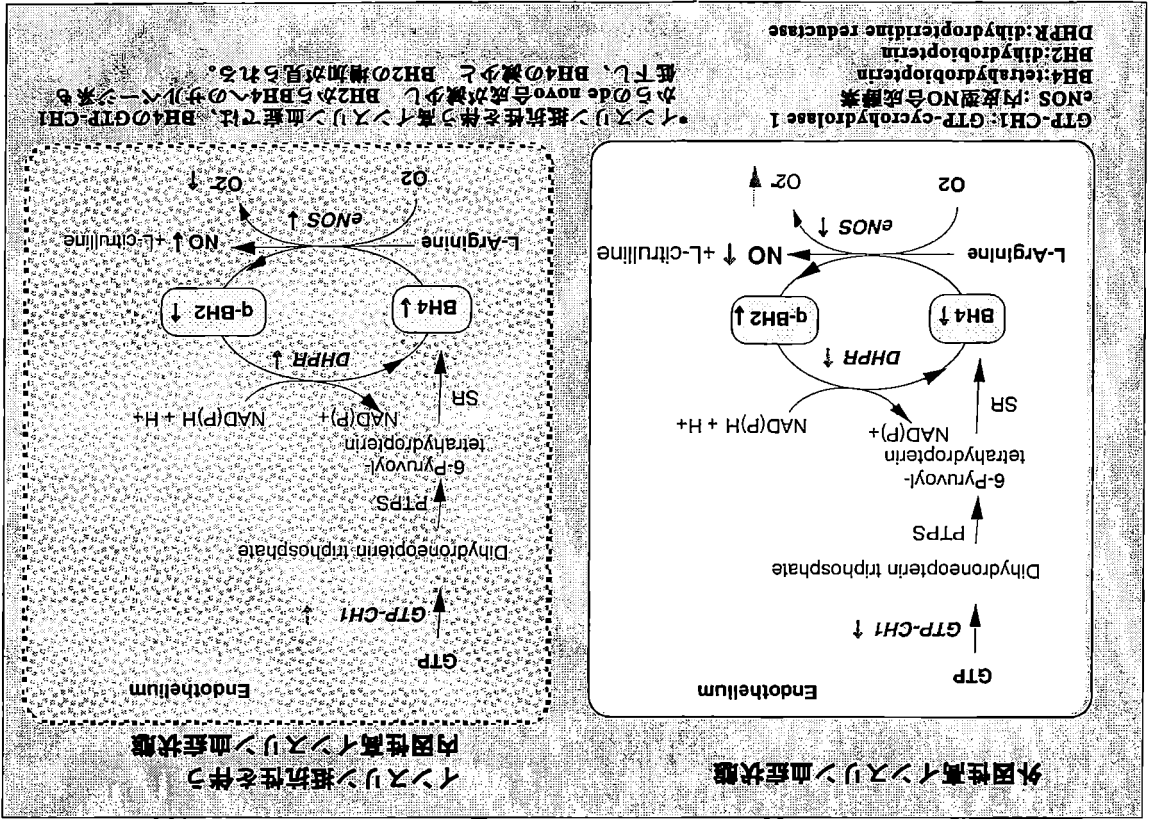 インスリン抵抗性を伴う
内因性高インスリン血症状態
Endothelium
GTP
GTP-CH1 ↓
Dihydroneopterin triphosphate
PTPS
6-Pyruvoyl-
tetrahydropterin
SR
NAD(P)+
NAD(P)H + H+
DHPR ↓
BH4 ↓
q-BH2 ↑
L-Arginine
NO ↓ +L-citrulline
eNOS ↓
O2
O2- ↑
外因性高インスリン血症状態
Endothelium
GTP
GTP-CH1 ↑
Dihydroneopterin triphosphate
PTPS
6-Pyruvoyl-
tetrahydropterin
SR
NAD(P)+
NAD(P)H + H+
DHPR ↑
BH4 ↑
q-BH2 ↓
L-Arginine
NO ↑ +L-citrulline
eNOS ↑
O2
O2- ↓
*インスリン抵抗性を伴う高インスリン血症では、BH4のGTP-CH1
からのde novo合成が減少し BH2からBH4へのサルベージ系も
低下し、BH4の減少と BH2の増加が見られる。
GTP-CH1: GTP-cycrohydrolase 1
eNOS :内皮型NO合成酵素
BH4:tetrahydrobiopterin
BH2:dihydrobiopterin
DHPR:dihydropteridine reductase